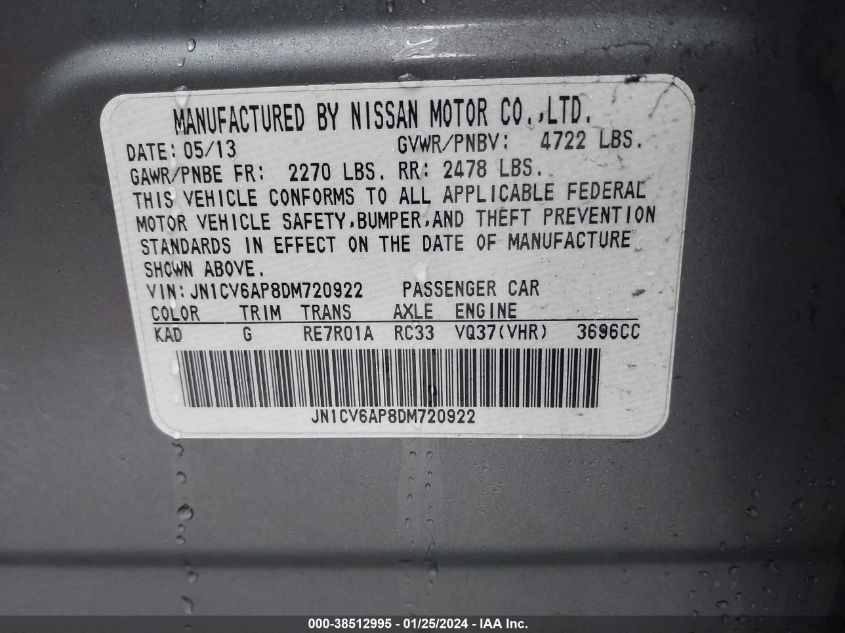 MANUFACTURED BY NISSAN MOTOR CO.,LTD.
DATE: 05/13 GVWR/PNBV: 4722 LBS.
GAWR/PNBE FR: 2270 LBS. RR: 2478 LBS.
THIS VEHICLE CONFORMS TO ALL APPLICABLE FEDERAL
MOTOR VEHICLE SAFETY,BUMPER,AND THEFT PREVENTION
STANDARDS IN EFFECT ON THE DATE OF MANUFACTURE
SHOWN ABOVE.
VIN: JN1CV6AP8DM720922 PASSENGER CAR
COLOR TRIM TRANS AXLE ENGINE
KAD G RE7R01A RC33 VQ37(VHR) 3696CC
JN1CV6AP8DM720922
000-38512995 - 01/25/2024 - IAA Inc.